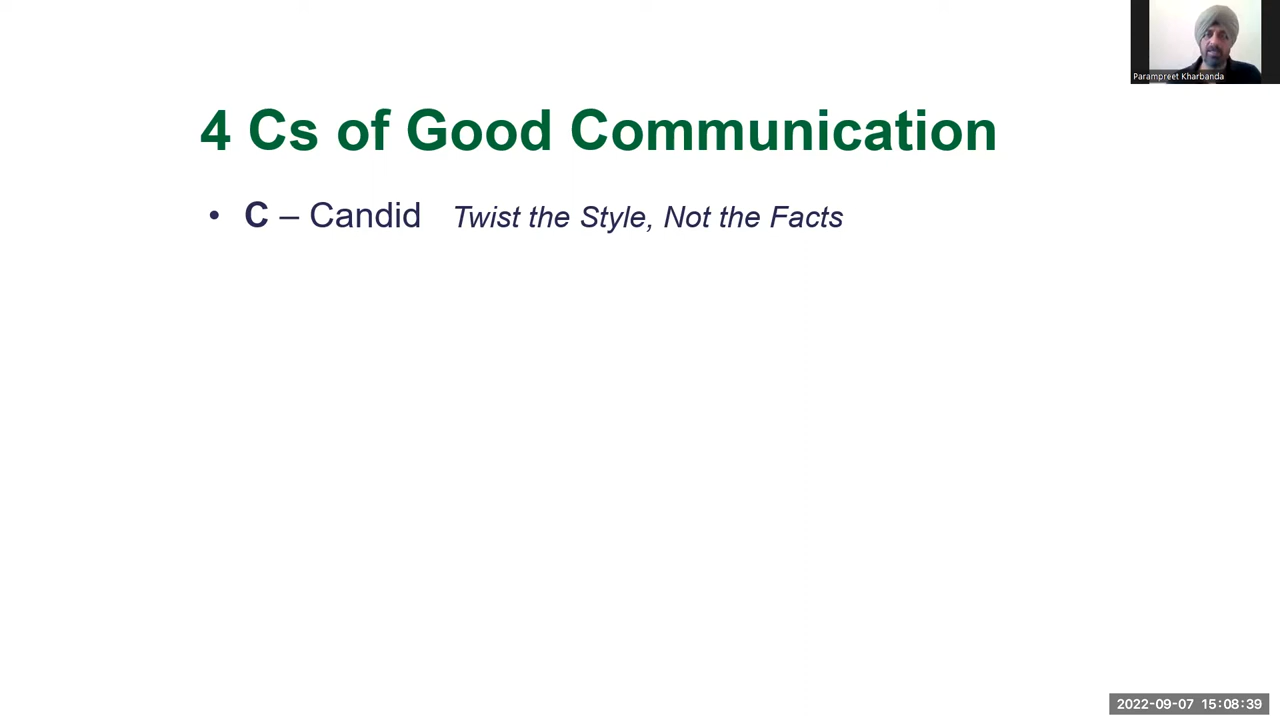 Parampreet Kharbanda
4 Cs of Good Communication
• C – Candid Twist the Style, Not the Facts
2022-09-07 15:08:39